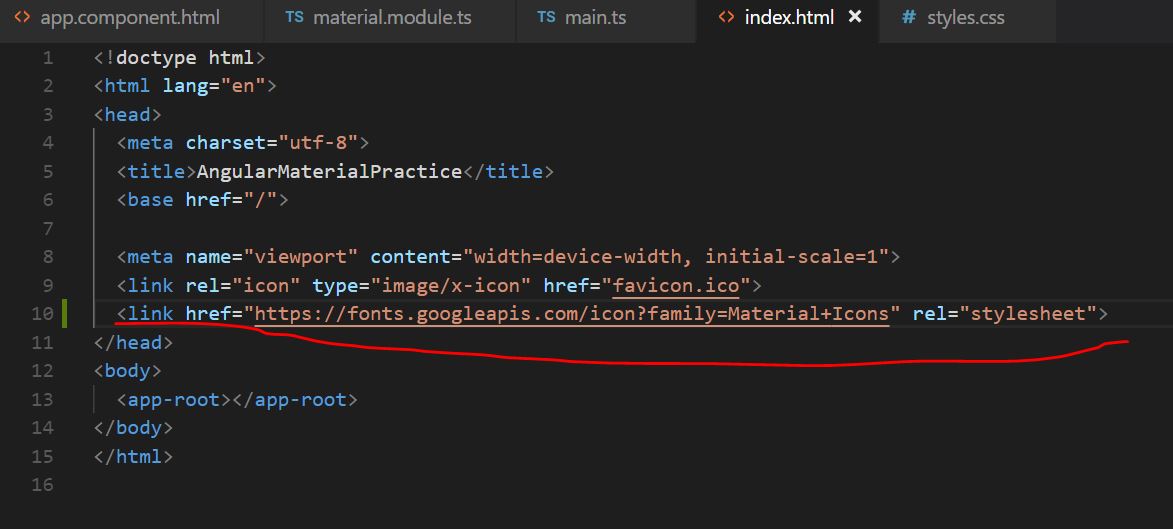 <> app.component.html TS material.module.ts TS main.ts <> index.html × # styles.css
1 <!doctype html>
2 <html lang="en">
3 <head>
4 <meta charset="utf-8">
5 <title>AngularMaterialPractice</title>
6 <base href="/">
7
8 <meta name="viewport" content="width=device-width, initial-scale=1">
9 <link rel="icon" type="image/x-icon" href="favicon.ico">
10 <link href="https://fonts.googleapis.com/icon?family=Material+Icons" rel="stylesheet">
11 </head>
12 <body>
13 <app-root></app-root>
14 </body>
15 </html>
16